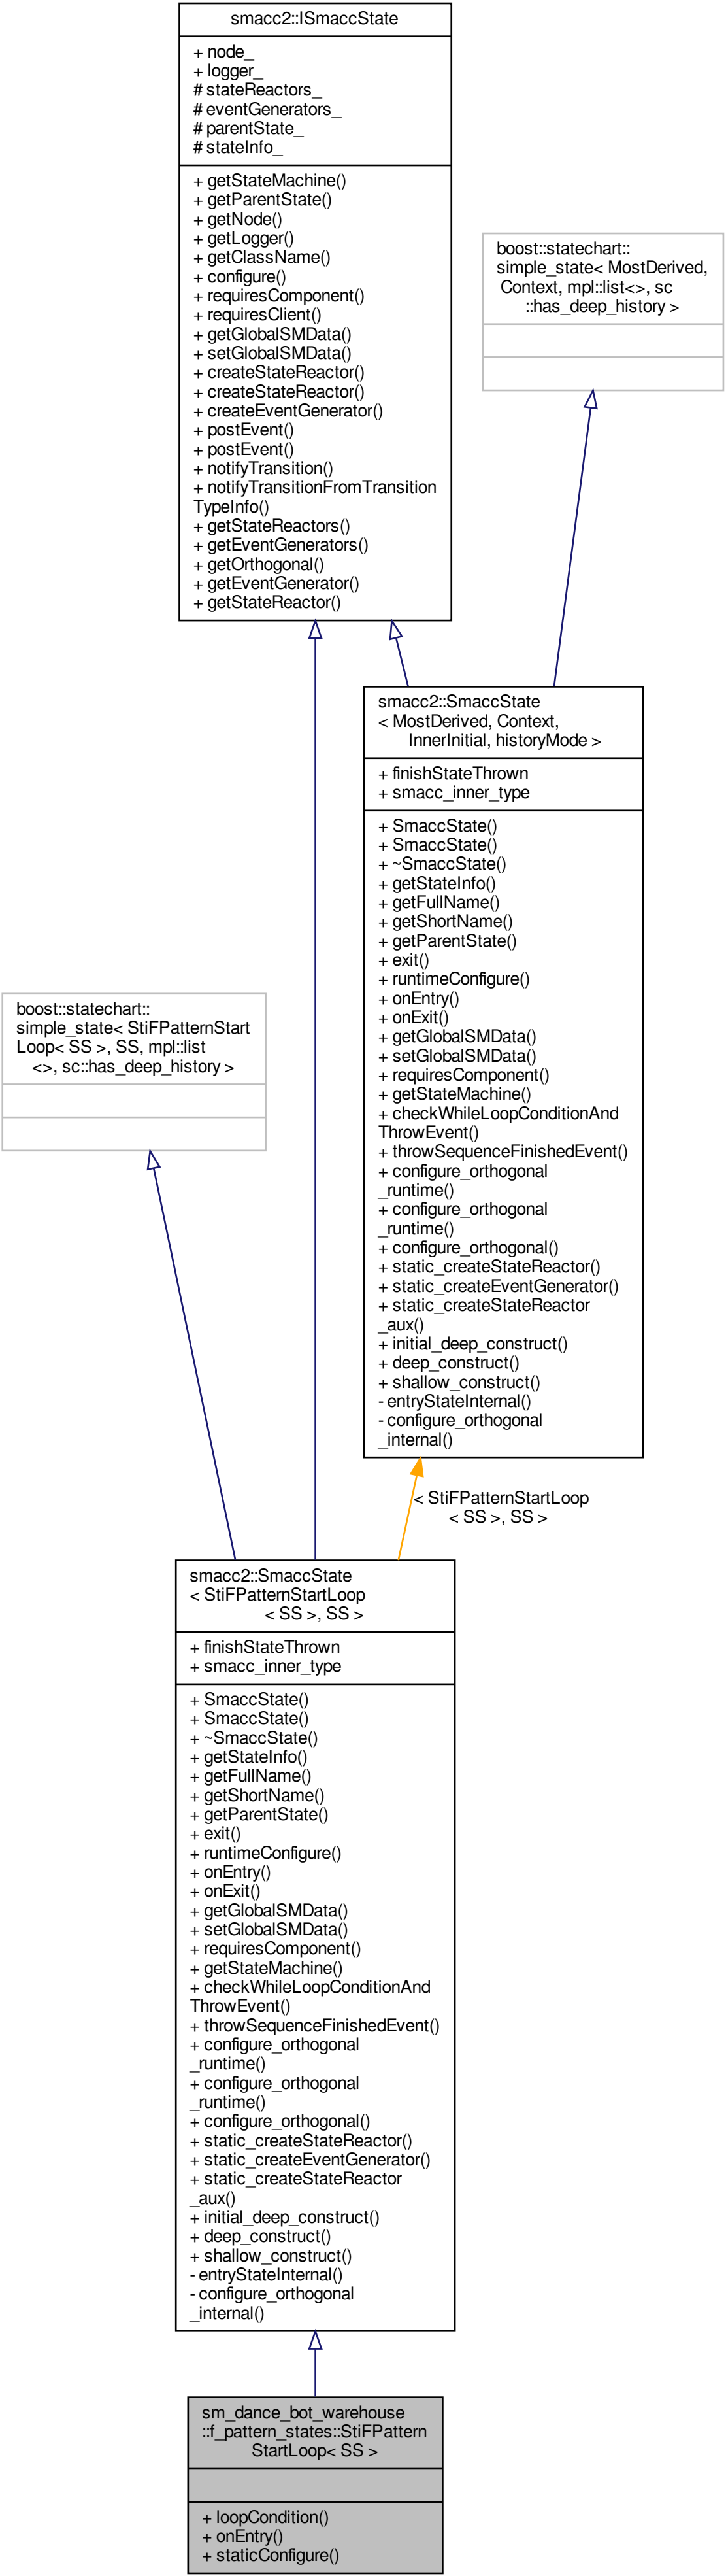 smacc2::ISmaccState
+ node_
+ logger_
# stateReactors_
# eventGenerators_
# parentState_
# stateInfo_
+ getStateMachine()
+ getParentState()
+ getNode()
+ getLogger()
+ getClassName()
+ configure()
+ requiresComponent()
+ requiresClient()
+ getGlobalSMData()
+ setGlobalSMData()
+ createStateReactor()
+ createStateReactor()
+ createEventGenerator()
+ postEvent()
+ postEvent()
+ notifyTransition()
+ notifyTransitionFromTransition
TypeInfo()
+ getStateReactors()
+ getEventGenerators()
+ getOrthogonal()
+ getEventGenerator()
+ getStateReactor()
boost::statechart::
simple_state< MostDerived,
Context, mpl::list<>, sc
::has_deep_history >
smacc2::SmaccState
< MostDerived, Context,
InnerInitial, historyMode >
+ finishStateThrown
+ smacc_inner_type
+ SmaccState()
+ SmaccState()
+ ~SmaccState()
+ getStateInfo()
+ getFullName()
+ getShortName()
+ getParentState()
+ exit()
+ runtimeConfigure()
+ onEntry()
+ onExit()
+ getGlobalSMData()
+ setGlobalSMData()
+ requiresComponent()
+ getStateMachine()
+ checkWhileLoopConditionAnd
ThrowEvent()
+ throwSequenceFinishedEvent()
+ configure_orthogonal
_runtime()
+ configure_orthogonal
_runtime()
+ configure_orthogonal()
+ static_createStateReactor()
+ static_createEventGenerator()
+ static_createStateReactor
_aux()
+ initial_deep_construct()
+ deep_construct()
+ shallow_construct()
- entryStateInternal()
- configure_orthogonal
_internal()
boost::statechart::
simple_state< StiFPatternStart
Loop< SS >, SS, mpl::list
<>, sc::has_deep_history >
< StiFPatternStartLoop
< SS >, SS >
smacc2::SmaccState
< StiFPatternStartLoop
< SS >, SS >
+ finishStateThrown
+ smacc_inner_type
+ SmaccState()
+ SmaccState()
+ ~SmaccState()
+ getStateInfo()
+ getFullName()
+ getShortName()
+ getParentState()
+ exit()
+ runtimeConfigure()
+ onEntry()
+ onExit()
+ getGlobalSMData()
+ setGlobalSMData()
+ requiresComponent()
+ getStateMachine()
+ checkWhileLoopConditionAnd
ThrowEvent()
+ throwSequenceFinishedEvent()
+ configure_orthogonal
_runtime()
+ configure_orthogonal
_runtime()
+ configure_orthogonal()
+ static_createStateReactor()
+ static_createEventGenerator()
+ static_createStateReactor
_aux()
+ initial_deep_construct()
+ deep_construct()
+ shallow_construct()
- entryStateInternal()
- configure_orthogonal
_internal()
sm_dance_bot_warehouse
::f_pattern_states::StiFPattern
StartLoop< SS >
+ loopCondition()
+ onEntry()
+ staticConfigure()